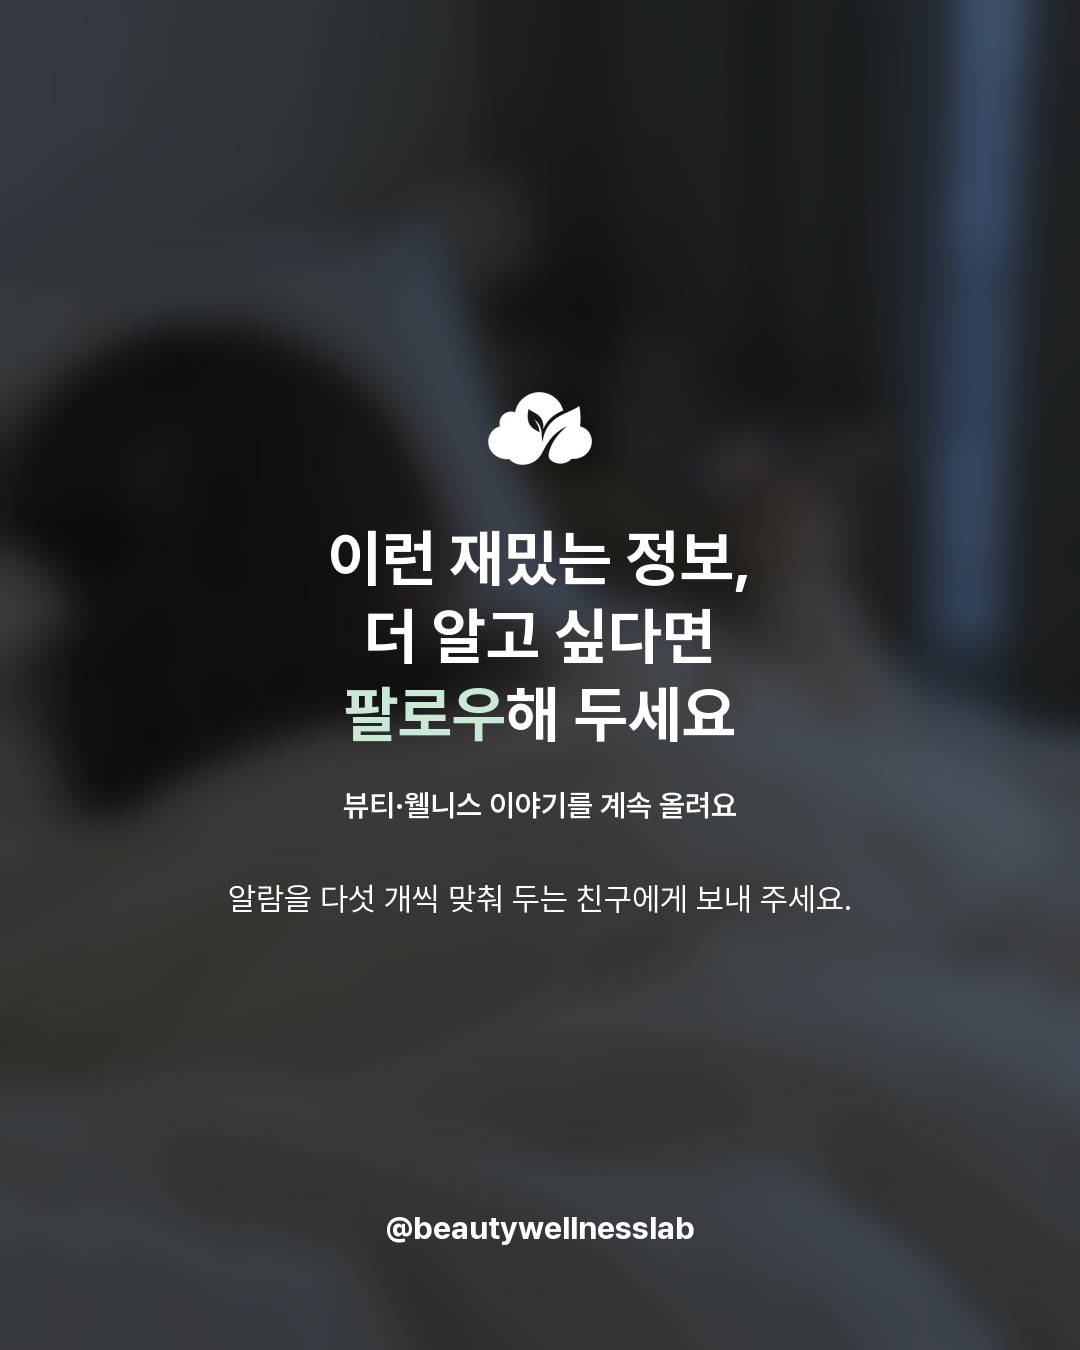 이런 재밌는 정보,
더 알고 싶다면
팔로우해 두세요
뷰티·웰니스 이야기를 계속 올려요
알람을 다섯 개씩 맞춰 두는 친구에게 보내 주세요.
@beautywellnesslab